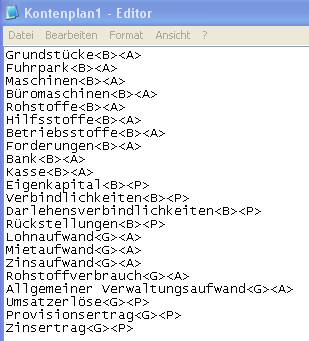 Kontenplan1 - Editor
Datei Bearbeiten Format Ansicht ?
Grundstücke<B><A>
Fuhrpark<B><A>
Maschinen<B><A>
Büromaschinen<B><A>
Rohstoffe<B><A>
Hilfsstoffe<B><A>
Betriebsstoffe<B><A>
Forderungen<B><A>
Bank<B><A>
Kasse<B><A>
Eigenkapital<B><P>
Verbindlichkeiten<B><P>
Darlehensverbindlichkeiten<B><P>
Rückstellungen<B><P>
Lohnaufwand<G><A>
Mietaufwand<G><A>
Zinsaufwand<G><A>
Rohstoffverbrauch<G><A>
Allgemeiner Verwaltungsaufwand<G><A>
Umsatzerlöse<G><P>
Provisionsertrag<G><P>
Zinsertrag<G><P>